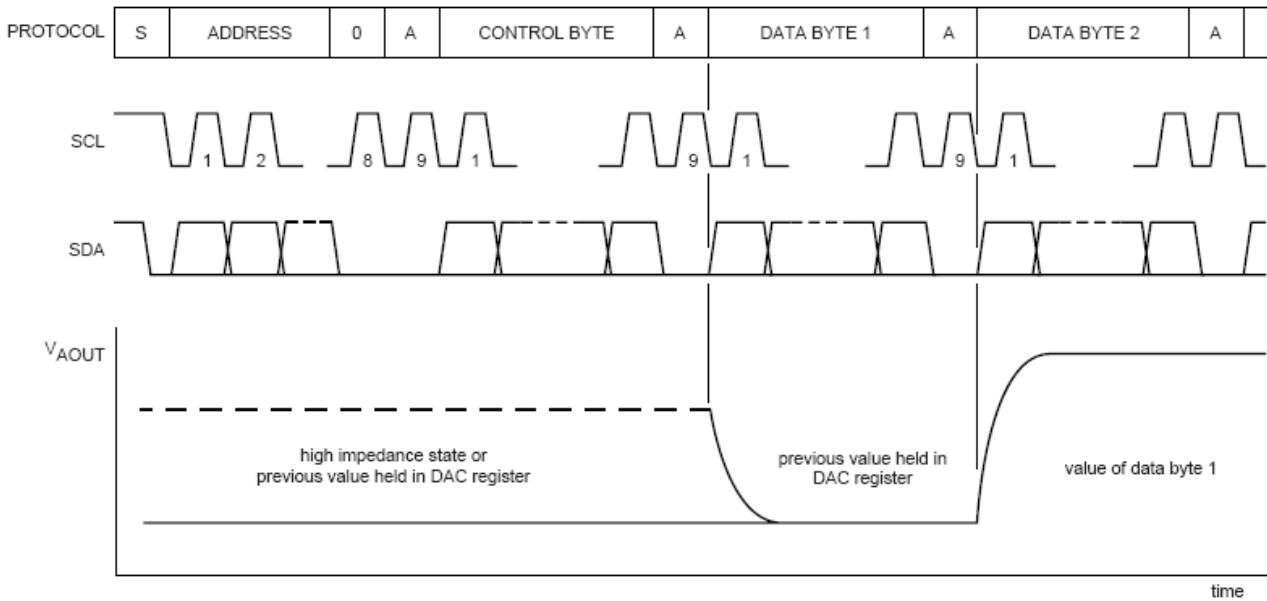 PROTOCOL S ADDRESS 0 A CONTROL BYTE A DATA BYTE 1 A DATA BYTE 2 A
SCL 1 2 8 9 1 9 1 9 1
SDA
VAOUT
high impedance state or
previous value held in DAC register
previous value held in
DAC register
value of data byte 1
time